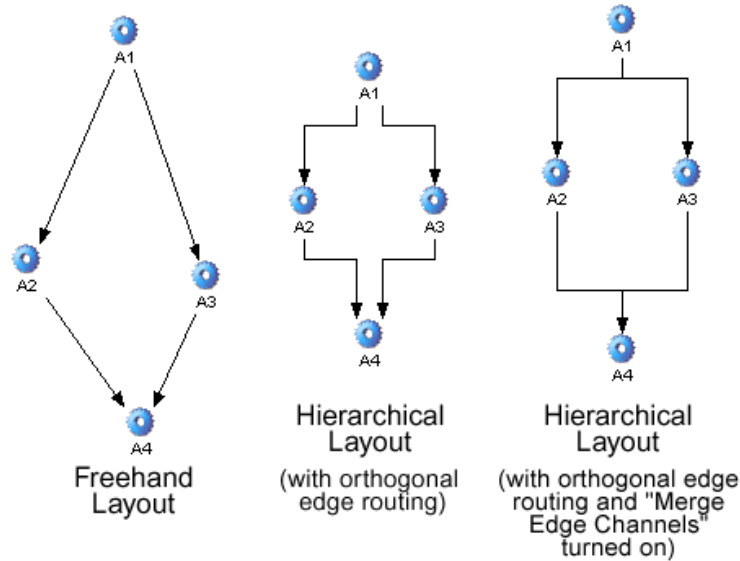 A1
A2
A3
A4
Freehand
Layout
A1
A2
A3
A4
Hierarchical
Layout
(with orthogonal
edge routing)
A1
A2
A3
A4
Hierarchical
Layout
(with orthogonal edge
routing and "Merge
Edge Channels"
turned on)